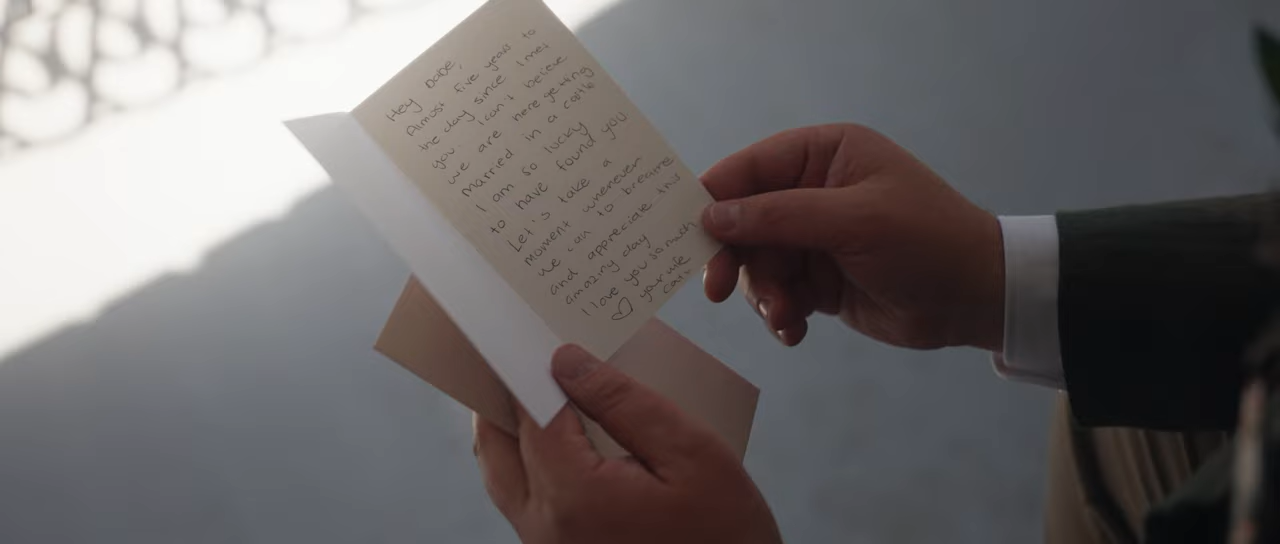 Hey babe,
Almost five years to
the day since I met
you. I can't believe
we are here getting
married in a castle
I am so lucky
to have found you
Let's take a
moment whenever
we can to breathe
and appreciate this
amazing day
I love you so much
♡ your wife